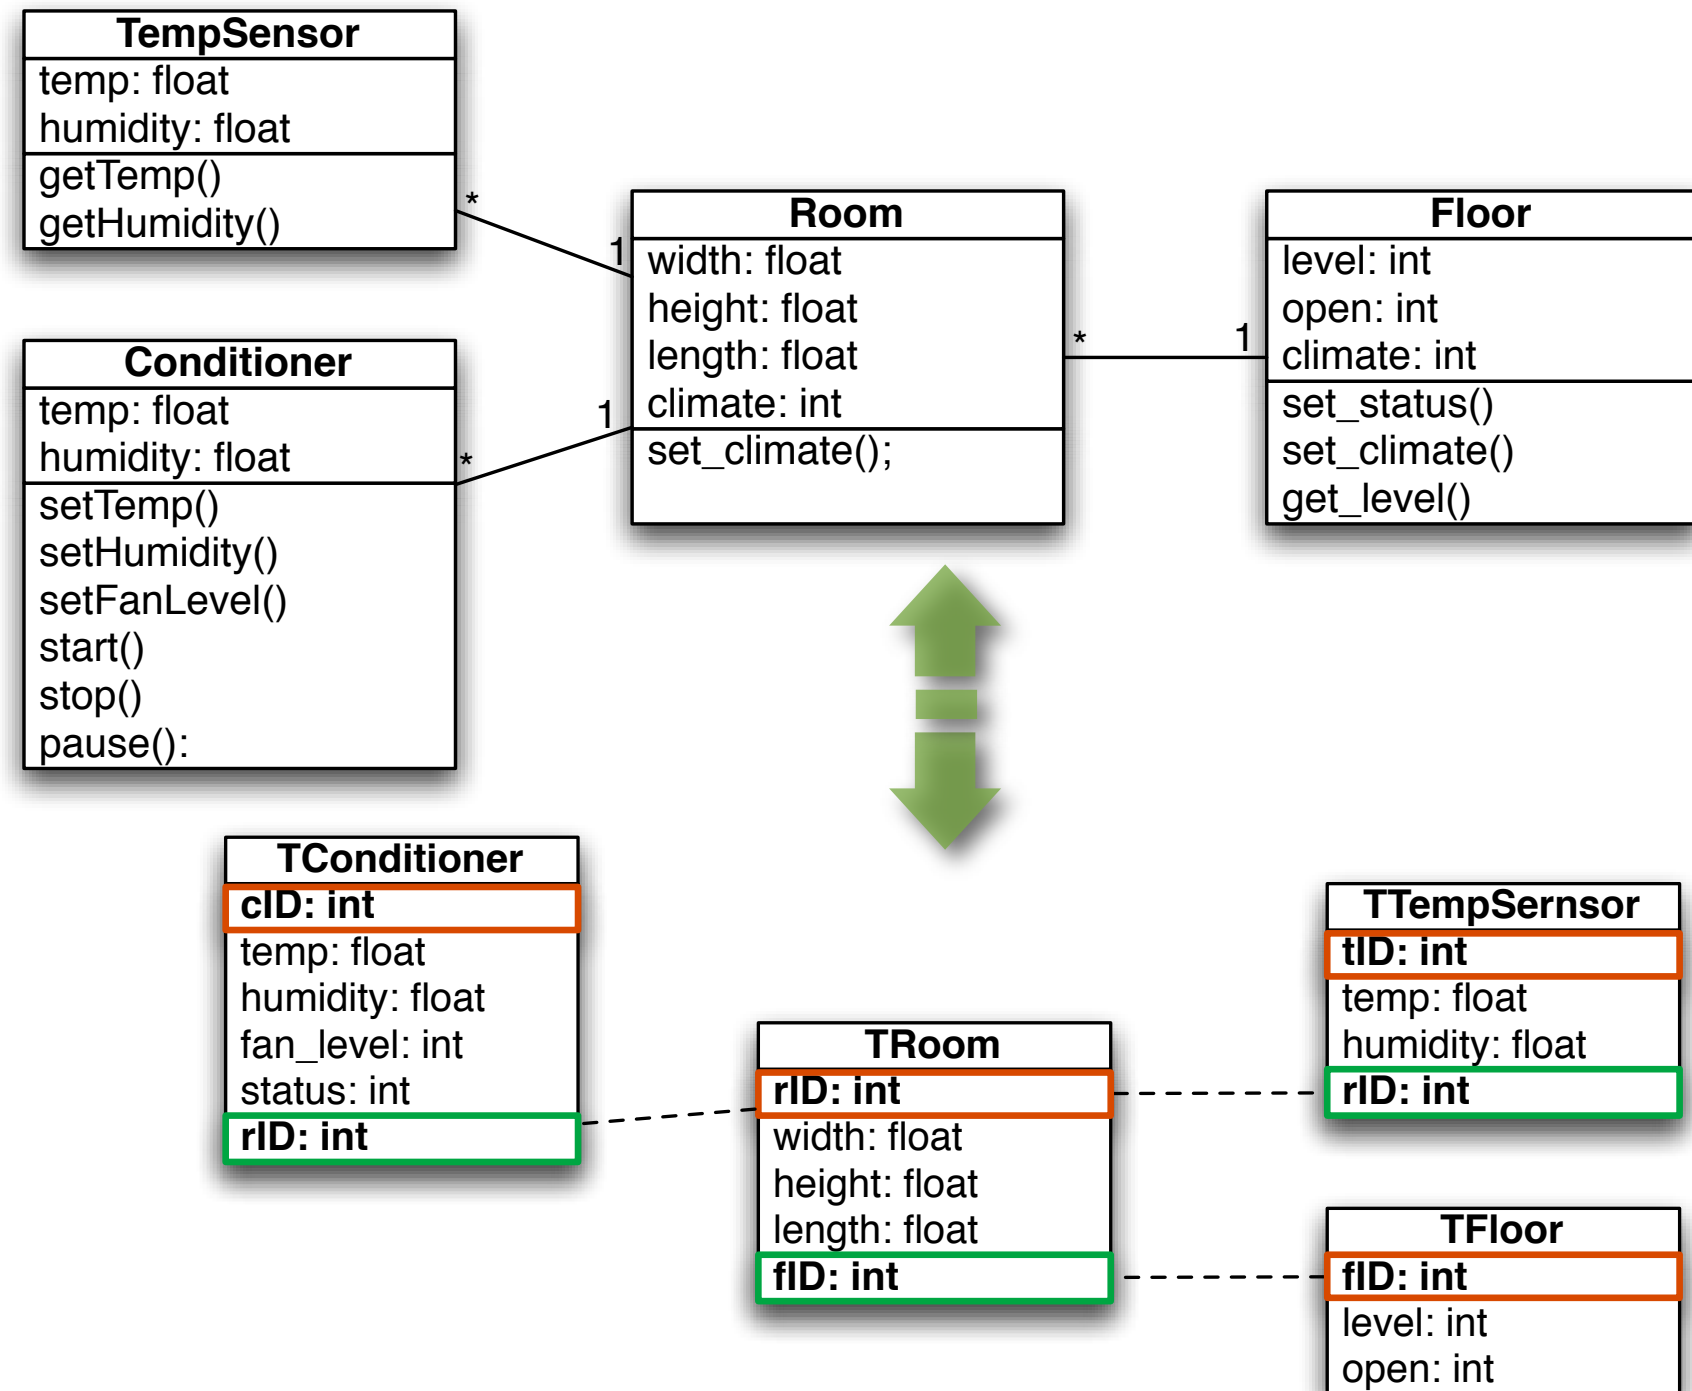 TempSensor
temp: float
humidity: float
getTemp()
getHumidity()
*
1
Conditioner
temp: float
humidity: float
setTemp()
setHumidity()
setFanLevel()
start()
stop()
pause():
*
1
Room
width: float
height: float
length: float
climate: int
set_climate();
*
1
Floor
level: int
open: int
climate: int
set_status()
set_climate()
get_level()
TConditioner
cID: int
temp: float
humidity: float
fan_level: int
status: int
rID: int
TRoom
rID: int
width: float
height: float
length: float
fID: int
TTempSernsor
tID: int
temp: float
humidity: float
rID: int
TFloor
fID: int
level: int
open: int